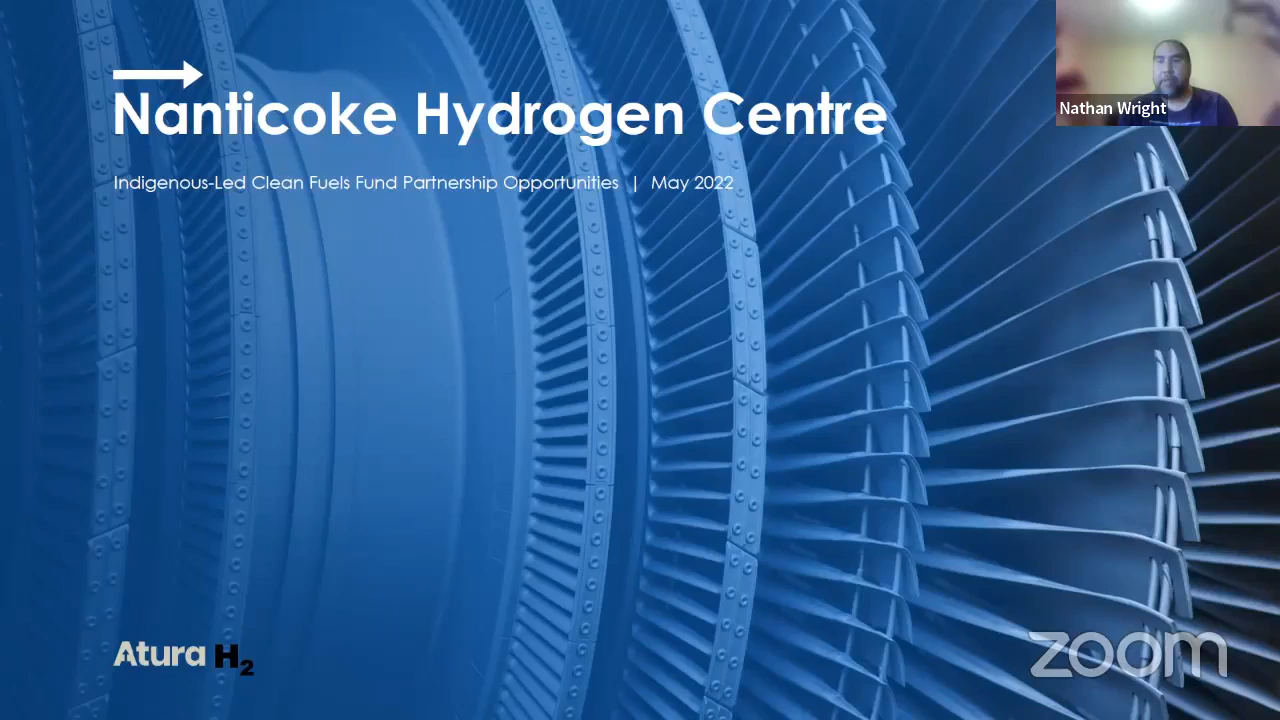 Nanticoke Hydrogen Centre
Indigenous-Led Clean Fuels Fund Partnership Opportunities | May 2022
Nathan Wright
Atura H2
zoom